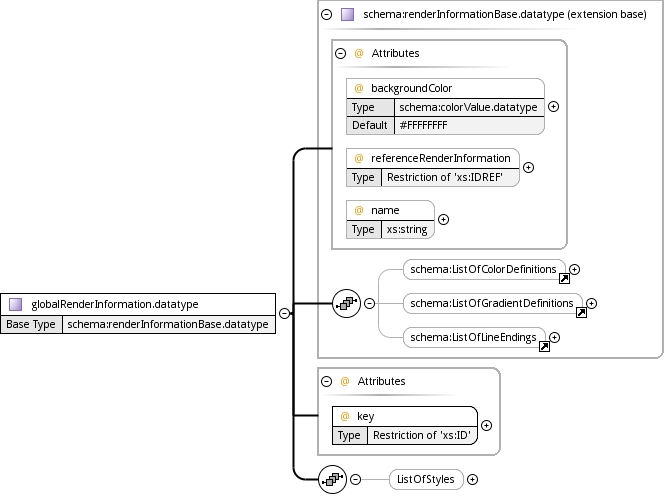 schema:renderInformationBase.datatype (extension base)
@ Attributes
@ backgroundColor
Type schema:colorValue.datatype
Default #FFFFFFFF
@ referenceRenderInformation
Type Restriction of 'xs:IDREF'
@ name
Type xs:string
schema:ListOfColorDefinitions
globalRenderInformation.datatype
Base Type schema:renderInformationBase.datatype
schema:ListOfGradientDefinitions
schema:ListOfLineEndings
@ Attributes
@ key
Type Restriction of 'xs:ID'
ListOfStyles